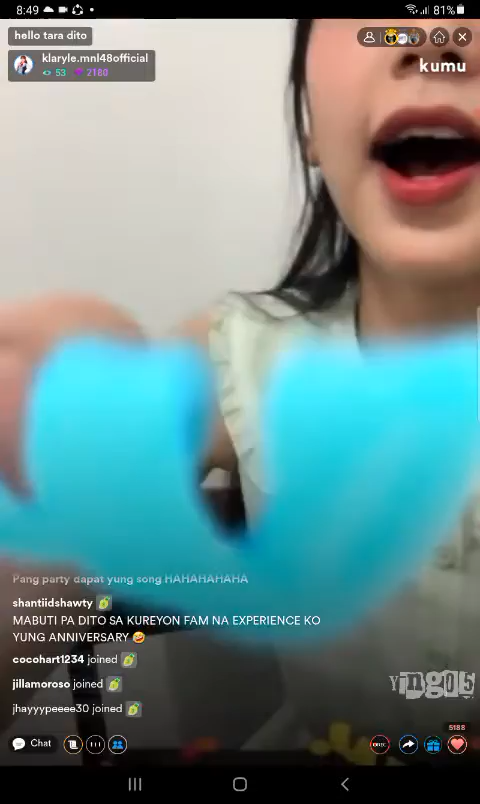 8:49
81%
hello tara dito
klaryle.mnl48official
53 2180
kumu
Pang party dapat yung song HAHAHAHAHA
shantiidshawty
MABUTI PA DITO SA KUREYON FAM NA EXPERIENCE KO
YUNG ANNIVERSARY 🤣
cocohart1234 joined
jillamoroso joined
jhayyypeeee30 joined
YIng05
5188
Chat